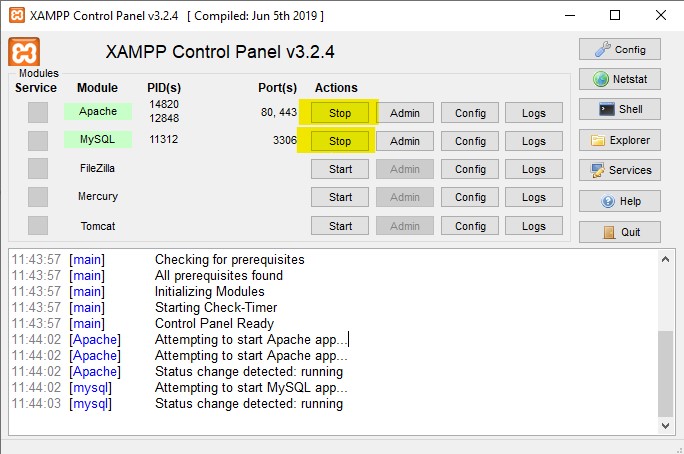 XAMPP Control Panel v3.2.4 [ Compiled: Jun 5th 2019 ]
XAMPP Control Panel v3.2.4
Config
Modules
Service Module PID(s) Port(s) Actions
Netstat
Apache 14820 12848 80, 443 Stop Admin Config Logs
Shell
MySQL 11312 3306 Stop Admin Config Logs
Explorer
FileZilla Start Admin Config Logs
Services
Mercury Start Admin Config Logs
Help
Tomcat Start Admin Config Logs
Quit
11:43:57 [main] Checking for prerequisites
11:43:57 [main] All prerequisites found
11:43:57 [main] Initializing Modules
11:43:57 [main] Starting Check-Timer
11:43:57 [main] Control Panel Ready
11:44:02 [Apache] Attempting to start Apache app...
11:44:02 [Apache] Attempting to start Apache app...
11:44:02 [Apache] Status change detected: running
11:44:02 [mysql] Attempting to start MySQL app...
11:44:03 [mysql] Status change detected: running